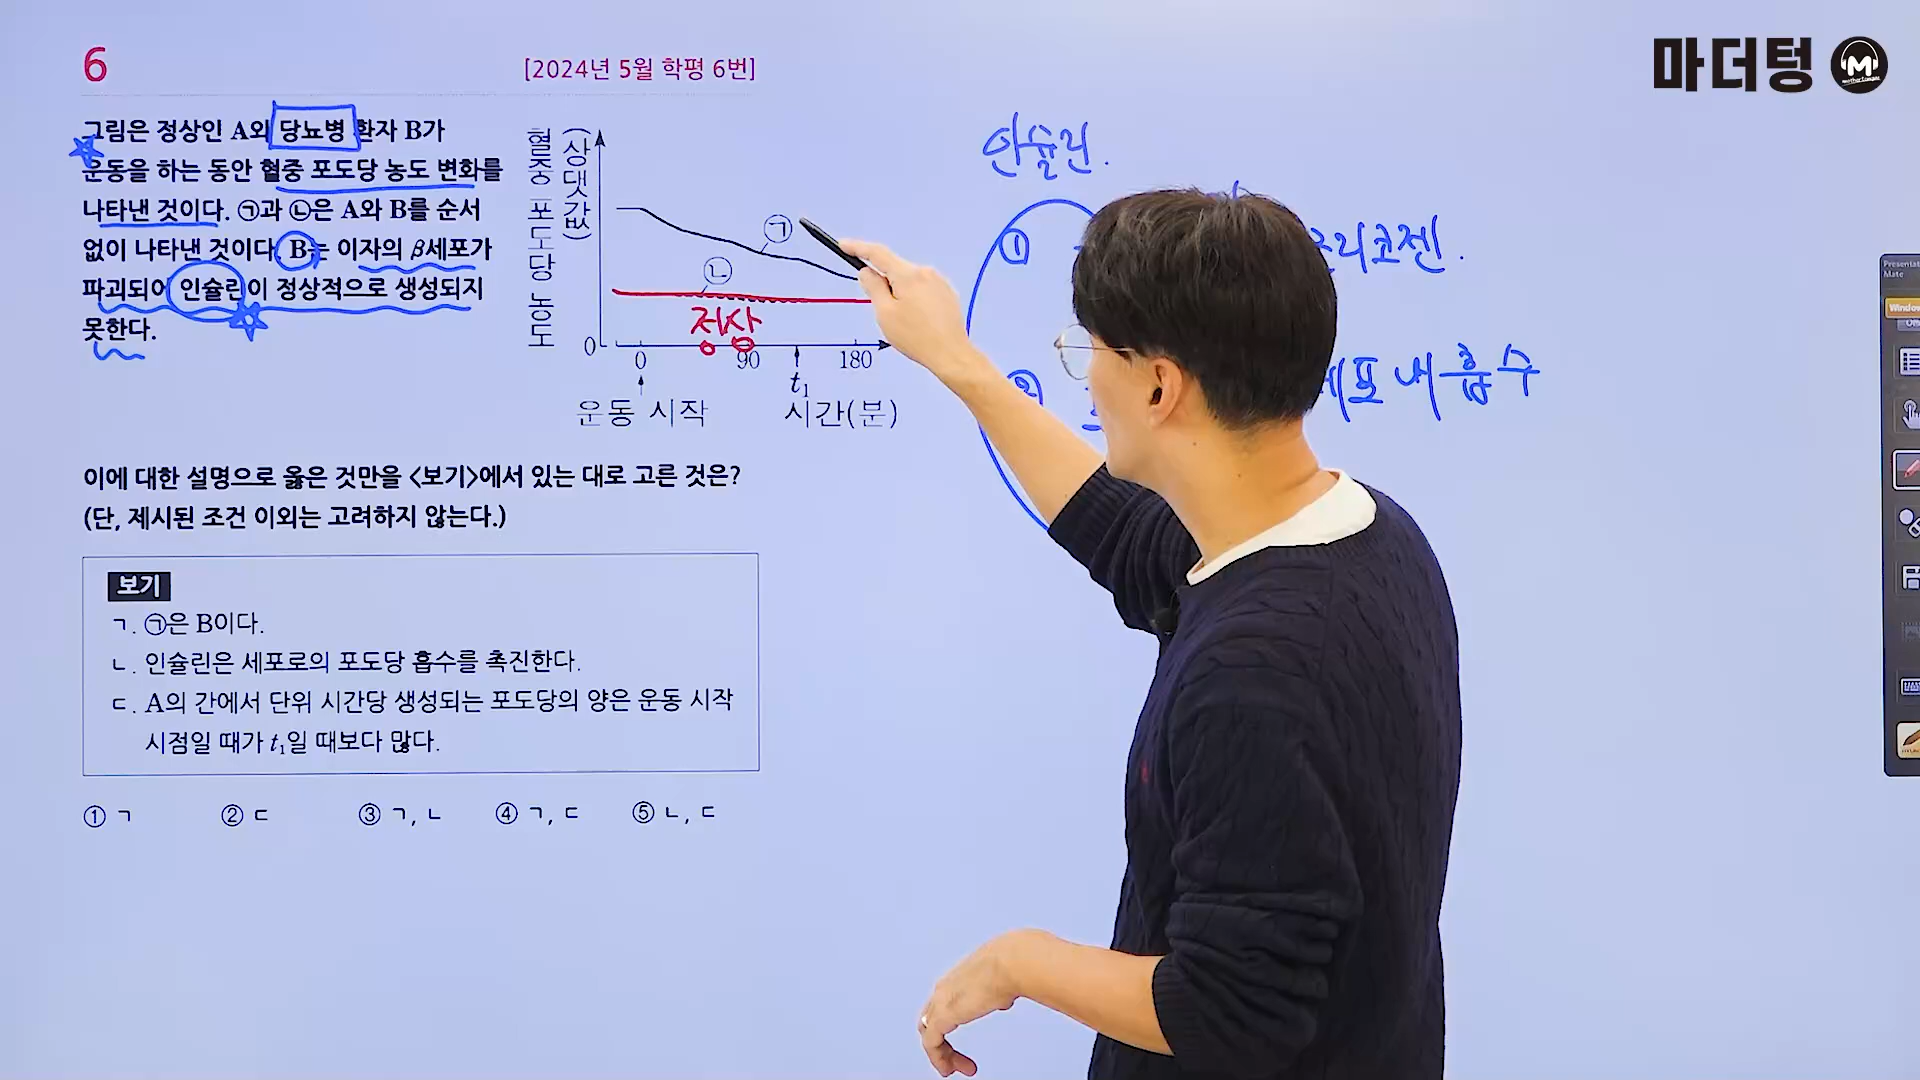 마더텅
6
[2024년 5월 학평 6번]
그림은 정상인 A와 당뇨병 환자 B가
운동을 하는 동안 혈중 포도당 농도 변화를
나타낸 것이다. ㉠과 ㉡은 A와 B를 순서
없이 나타낸 것이다. B는 이자의 β세포가
파괴되어 인슐린이 정상적으로 생성되지
못한다.
혈중 포도당 농도
(상댓값)
㉠
㉡
정상
0
0 90 180
t₁
운동 시작 시간(분)
이에 대한 설명으로 옳은 것만을 <보기>에서 있는 대로 고른 것은?
(단, 제시된 조건 이외는 고려하지 않는다.)
보기
ㄱ. ㉠은 B이다.
ㄴ. 인슐린은 세포로의 포도당 흡수를 촉진한다.
ㄷ. A의 간에서 단위 시간당 생성되는 포도당의 양은 운동 시작
시점일 때가 t₁일 때보다 많다.
① ㄱ ② ㄷ ③ ㄱ, ㄴ ④ ㄱ, ㄷ ⑤ ㄴ, ㄷ
인슐린.
①
리코젠.
포 내 흡수